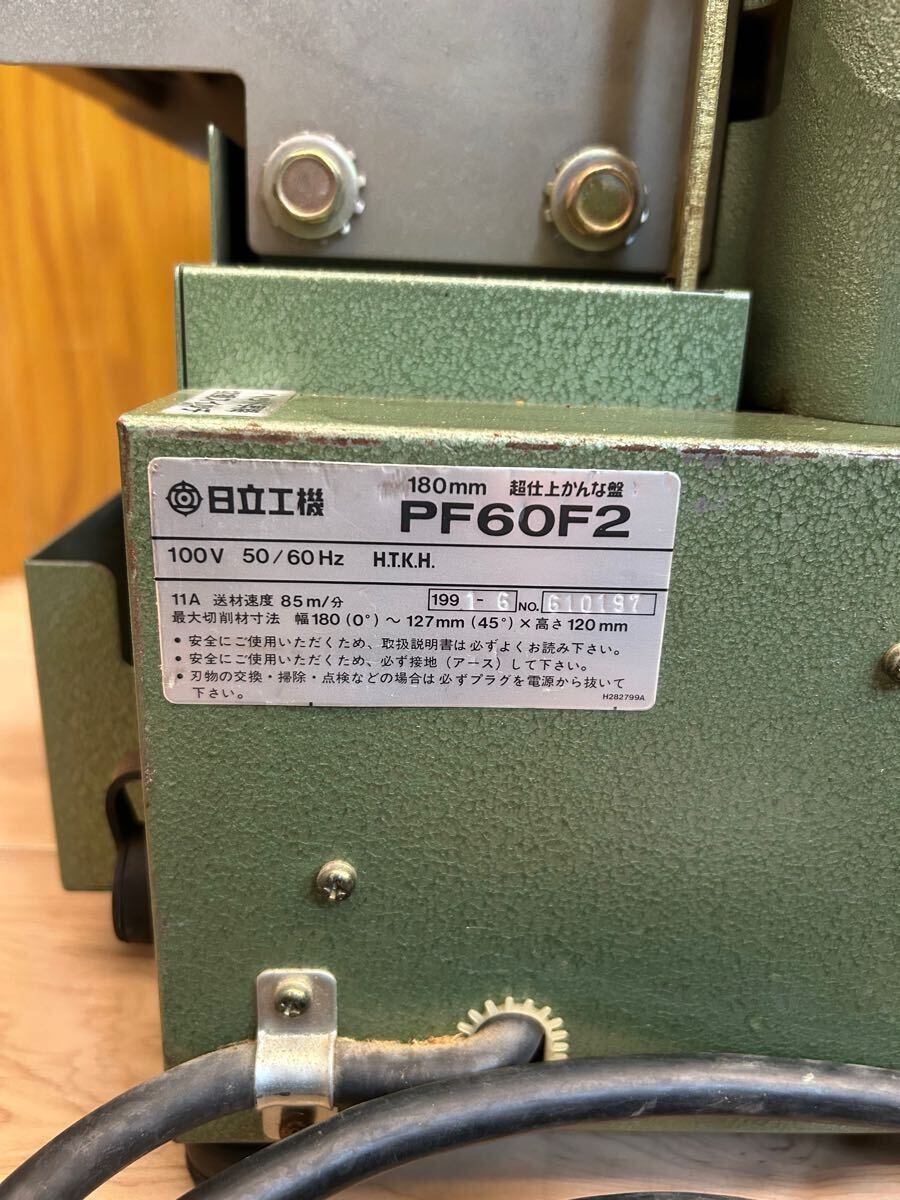 日立工機
180mm 超仕上かんな盤
PF60F2
100V 50/60Hz H.T.K.H.
11A 送材速度 85m/分 1991-6 NO. 610197
最大切削材寸法 幅180 (0°) ～ 127mm (45°) × 高さ120mm
• 安全にご使用いただくため、取扱説明書は必ずよくお読み下さい。
• 安全にご使用いただくため、必ず接地（アース）して下さい。
• 刃物の交換・掃除・点検などの場合は必ずプラグを電源から抜いて
下さい。
H282799A